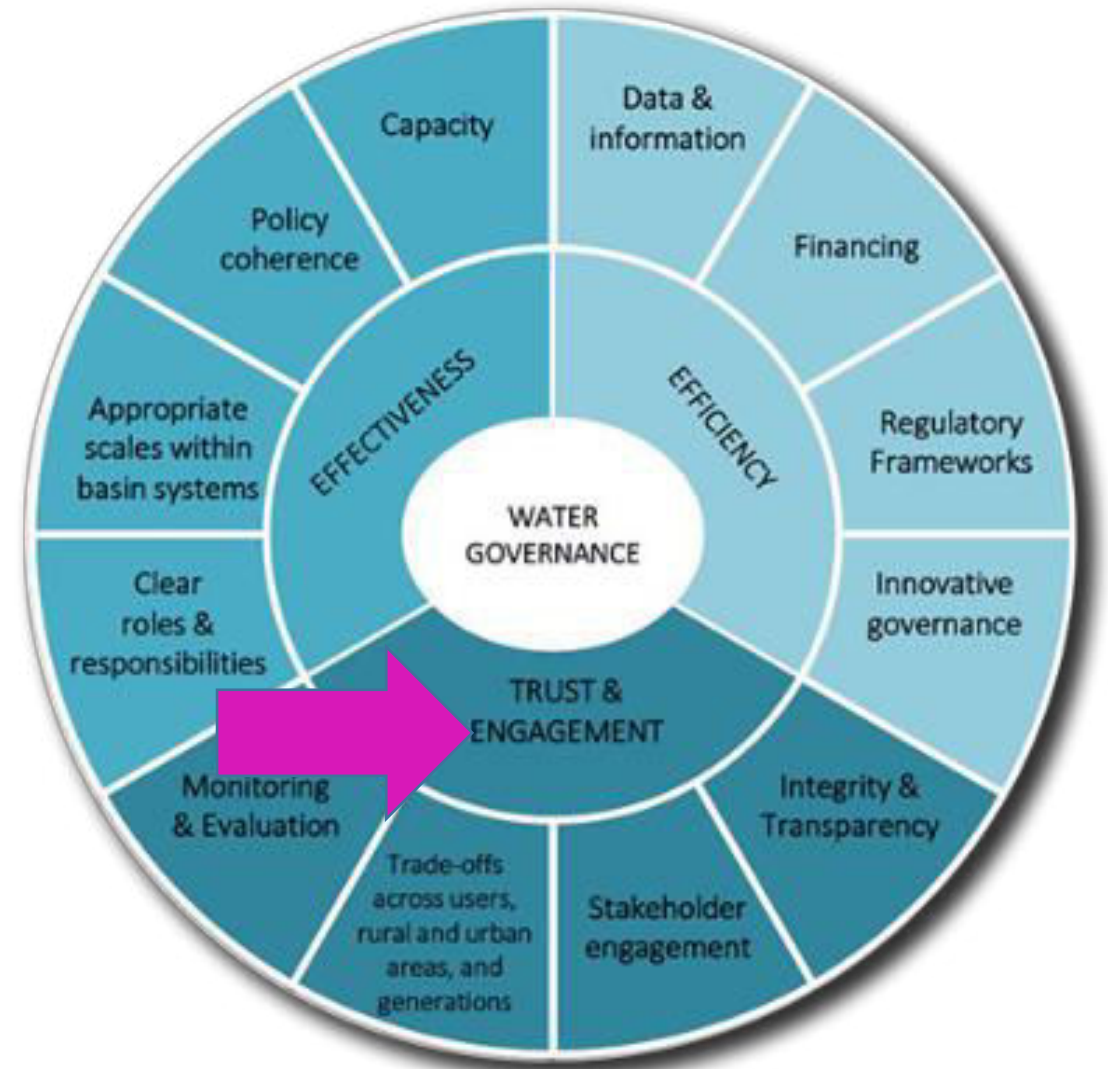 Data &
information
Capacity
Policy
coherence
Financing
Appropriate
scales within
basin systems
Regulatory
Frameworks
EFFECTIVENESS
EFFICIENCY
WATER
GOVERNANCE
Clear
roles &
responsibilities
Innovative
governance
TRUST &
ENGAGEMENT
Monitoring
& Evaluation
Integrity &
Transparency
Trade-offs
across users,
rural and urban
areas, and
generations
Stakeholder
engagement